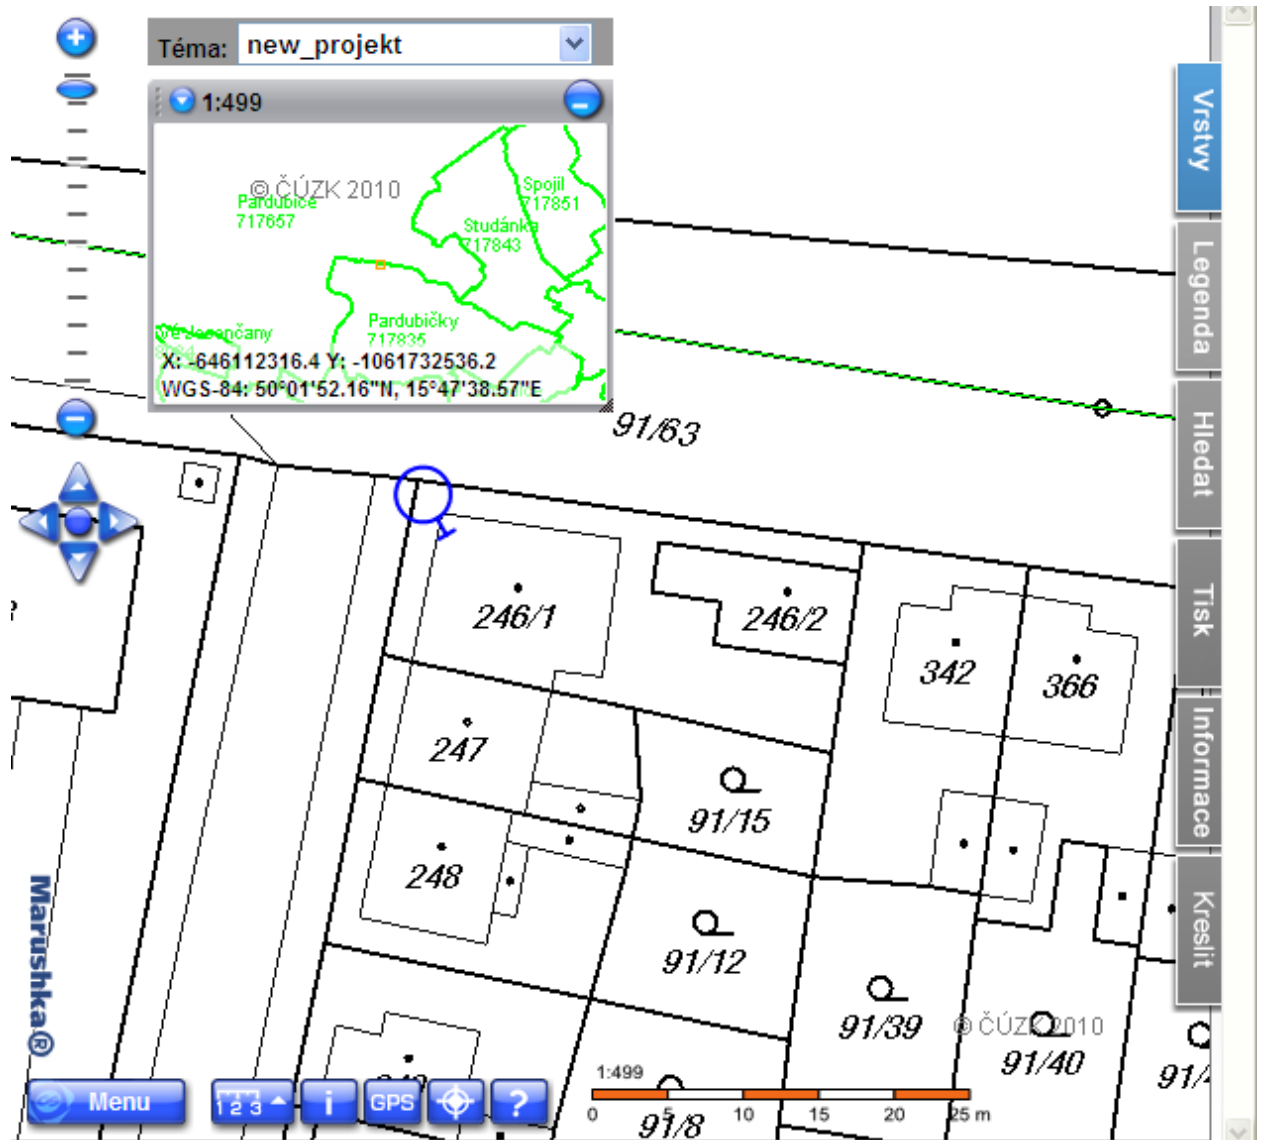 Téma: new_projekt
1:499
© ČÚZK 2010
Pardubice
717657
Spojil
717851
Studánka
717843
Pardubičky
717835
X: -646112316.4 Y: -1061732536.2
WGS-84: 50°01'52.16"N, 15°47'38.57"E
Vrstvy
Legenda
Hledat
Tisk
Informace
Kreslit
91/63
246/1
246/2
342
366
247
91/15
248
91/12
91/39
© ČÚZK 2010
91/40
91/8
Marushka®
Menu
1 2 3
i
GPS
?
1:499
0 5 10 15 20 25 m